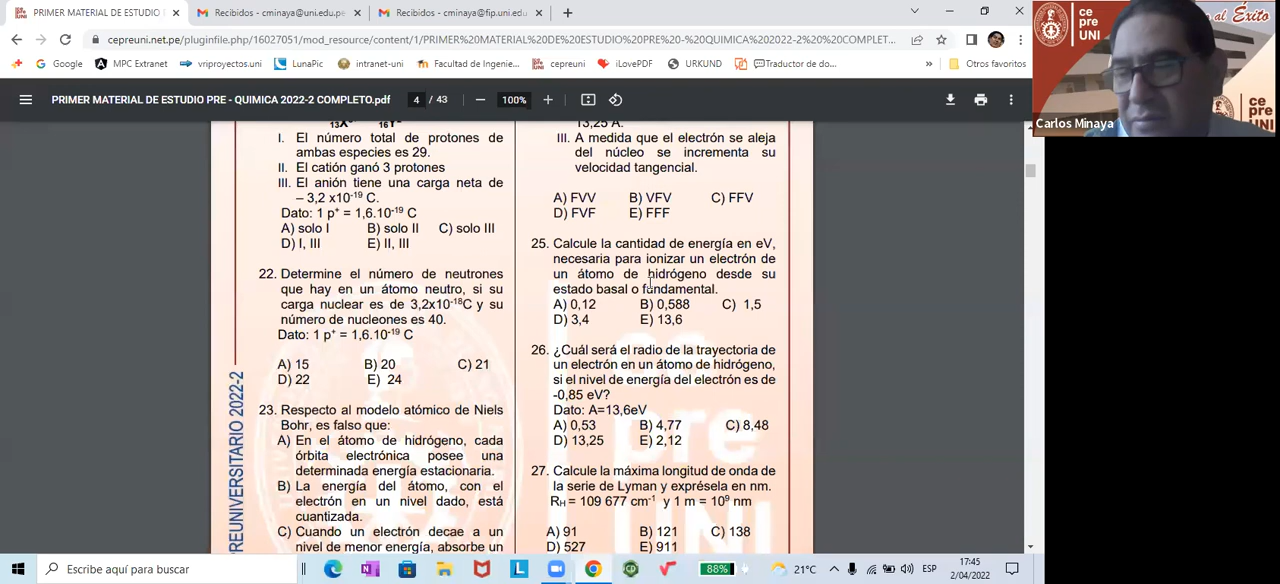 PRIMER MATERIAL DE ESTUDIO
Recibidos - cminaya@uni.edu.pe
Recibidos - cminaya@fip.uni.edu
cepreuni.net.pe/pluginfile.php/16027051/mod_resource/content/1/PRIMER%20MATERIAL%20DE%20ESTUDIO%20PRE%20-%20QUIMICA%202022-2%20%20COMPLET...
Google
MPC Extranet
vriproyectos.uni
LunaPic
intranet-uni
Facultad de Ingenie...
cepreuni
iLovePDF
URKUND
Traductor de do...
»
Otros favoritos
PRIMER MATERIAL DE ESTUDIO PRE - QUIMICA 2022-2 COMPLETO.pdf
4 / 43
100%
ce
pre
UNI
al Éxito
Carlos Minaya
I. El número total de protones de
ambas especies es 29.
II. El catión ganó 3 protones
III. El anión tiene una carga neta de
– 3,2 x10-19 C.
Dato: 1 p+ = 1,6.10-19 C
A) solo I B) solo II C) solo III
D) I, III E) II, III
22. Determine el número de neutrones
que hay en un átomo neutro, si su
carga nuclear es de 3,2x10-18C y su
número de nucleones es 40.
Dato: 1 p+ = 1,6.10-19 C
A) 15 B) 20 C) 21
D) 22 E) 24
23. Respecto al modelo atómico de Niels
Bohr, es falso que:
A) En el átomo de hidrógeno, cada
órbita electrónica posee una
determinada energía estacionaria.
B) La energía del átomo, con el
electrón en un nivel dado, está
cuantizada.
C) Cuando un electrón decae a un
nivel de menor energía, absorbe un
PREUNIVERSITARIO 2022-2
13,25 A.
III. A medida que el electrón se aleja
del núcleo se incrementa su
velocidad tangencial.
A) FVV B) VFV C) FFV
D) FVF E) FFF
25. Calcule la cantidad de energía en eV,
necesaria para ionizar un electrón de
un átomo de hidrógeno desde su
estado basal o fundamental.
A) 0,12 B) 0,588 C) 1,5
D) 3,4 E) 13,6
26. ¿Cuál será el radio de la trayectoria de
un electrón en un átomo de hidrógeno,
si el nivel de energía del electrón es de
-0,85 eV?
Dato: A=13,6eV
A) 0,53 B) 4,77 C) 8,48
D) 13,25 E) 2,12
27. Calcule la máxima longitud de onda de
la serie de Lyman y exprésela en nm.
RH = 109 677 cm-1 y 1 m = 109 nm
A) 91 B) 121 C) 138
D) 527 E) 911
Escribe aquí para buscar
88%
21°C
ESP
17:45
2/04/2022